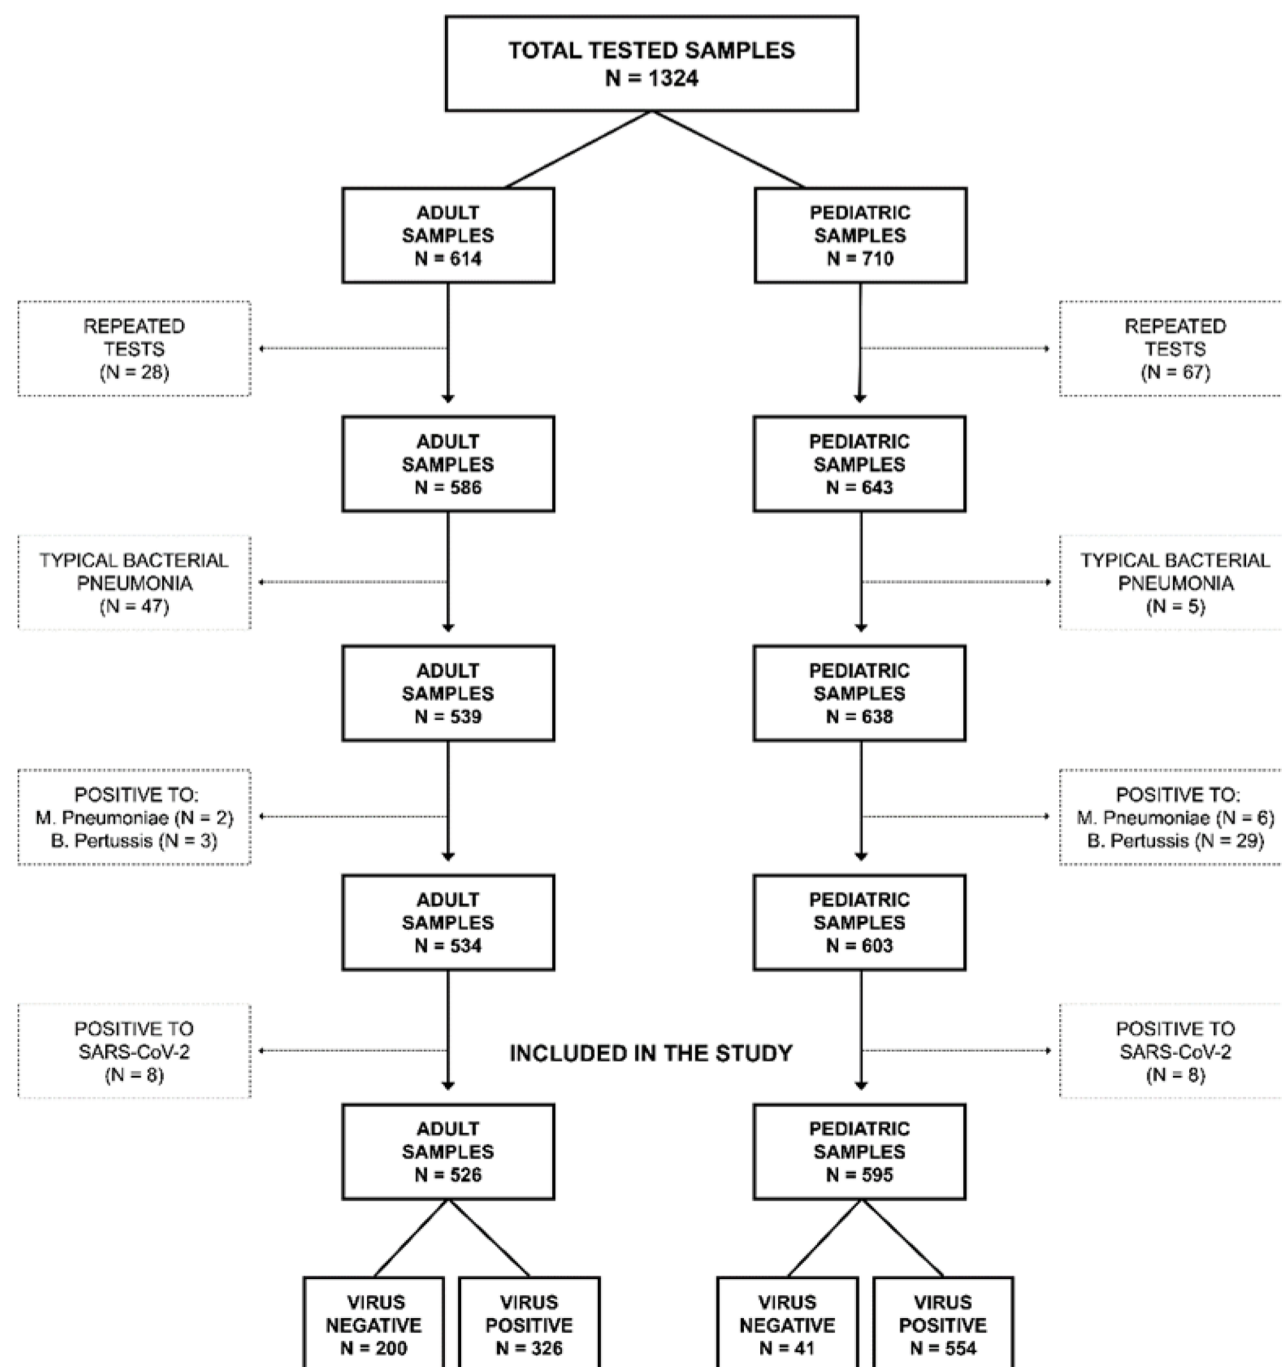 TOTAL TESTED SAMPLES
N = 1324
ADULT
SAMPLES
N = 614
PEDIATRIC
SAMPLES
N = 710
REPEATED
TESTS
(N = 28)
REPEATED
TESTS
(N = 67)
ADULT
SAMPLES
N = 586
PEDIATRIC
SAMPLES
N = 643
TYPICAL BACTERIAL
PNEUMONIA
(N = 47)
TYPICAL BACTERIAL
PNEUMONIA
(N = 5)
ADULT
SAMPLES
N = 539
PEDIATRIC
SAMPLES
N = 638
POSITIVE TO:
M. Pneumoniae (N = 2)
B. Pertussis (N = 3)
POSITIVE TO:
M. Pneumoniae (N = 6)
B. Pertussis (N = 29)
ADULT
SAMPLES
N = 534
PEDIATRIC
SAMPLES
N = 603
POSITIVE TO
SARS-CoV-2
(N = 8)
INCLUDED IN THE STUDY
POSITIVE TO
SARS-CoV-2
(N = 8)
ADULT
SAMPLES
N = 526
PEDIATRIC
SAMPLES
N = 595
VIRUS
NEGATIVE
N = 200
VIRUS
POSITIVE
N = 326
VIRUS
NEGATIVE
N = 41
VIRUS
POSITIVE
N = 554